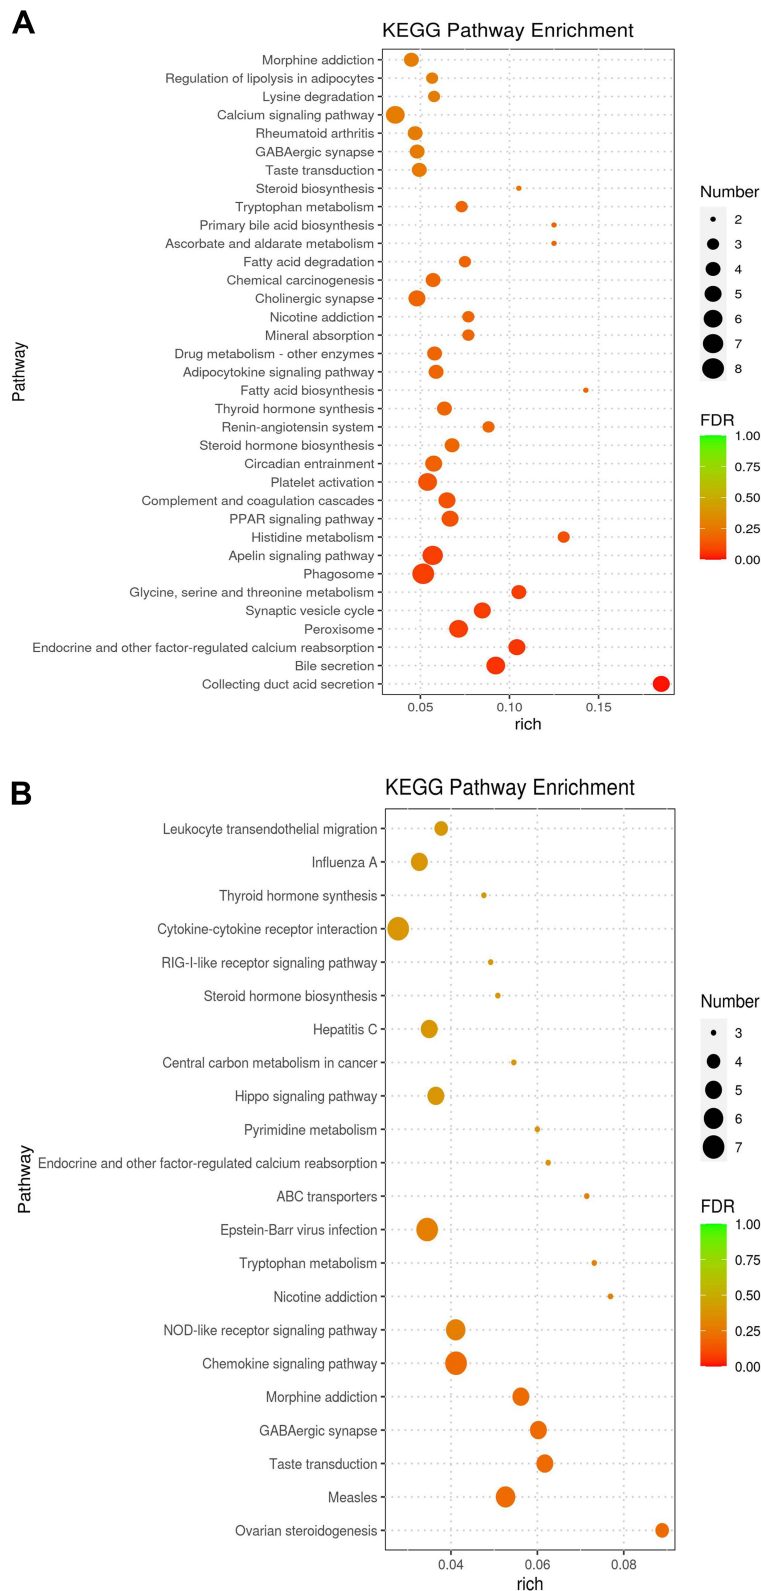 A
KEGG Pathway Enrichment
Pathway
Morphine addiction
Regulation of lipolysis in adipocytes
Lysine degradation
Calcium signaling pathway
Rheumatoid arthritis
GABAergic synapse
Taste transduction
Steroid biosynthesis
Tryptophan metabolism
Primary bile acid biosynthesis
Ascorbate and aldarate metabolism
Fatty acid degradation
Chemical carcinogenesis
Cholinergic synapse
Nicotine addiction
Mineral absorption
Drug metabolism - other enzymes
Adipocytokine signaling pathway
Fatty acid biosynthesis
Thyroid hormone synthesis
Renin-angiotensin system
Steroid hormone biosynthesis
Circadian entrainment
Platelet activation
Complement and coagulation cascades
PPAR signaling pathway
Histidine metabolism
Apelin signaling pathway
Phagosome
Glycine, serine and threonine metabolism
Synaptic vesicle cycle
Peroxisome
Endocrine and other factor-regulated calcium reabsorption
Bile secretion
Collecting duct acid secretion
0.05 0.10 0.15
rich
Number
2
3
4
5
6
7
8
FDR
1.00
0.75
0.50
0.25
0.00
B
KEGG Pathway Enrichment
Pathway
Leukocyte transendothelial migration
Influenza A
Thyroid hormone synthesis
Cytokine-cytokine receptor interaction
RIG-I-like receptor signaling pathway
Steroid hormone biosynthesis
Hepatitis C
Central carbon metabolism in cancer
Hippo signaling pathway
Pyrimidine metabolism
Endocrine and other factor-regulated calcium reabsorption
ABC transporters
Epstein-Barr virus infection
Tryptophan metabolism
Nicotine addiction
NOD-like receptor signaling pathway
Chemokine signaling pathway
Morphine addiction
GABAergic synapse
Taste transduction
Measles
Ovarian steroidogenesis
0.04 0.06 0.08
rich
Number
3
4
5
6
7
FDR
1.00
0.75
0.50
0.25
0.00